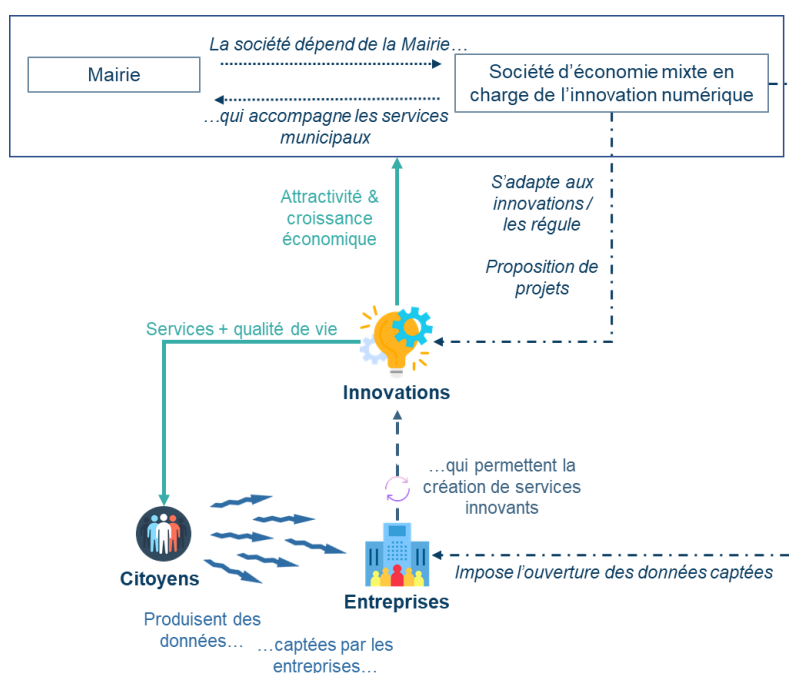 La société dépend de la Mairie…
Mairie
Société d’économie mixte en
charge de l’innovation numérique
…qui accompagne les services
municipaux
Attractivité &
croissance
économique
S’adapte aux
innovations /
les régule
Proposition de
projets
Services + qualité de vie
Innovations
…qui permettent la
création de services
innovants
Citoyens
Entreprises
Impose l’ouverture des données captées
Produisent des
données…
…captées par les
entreprises…